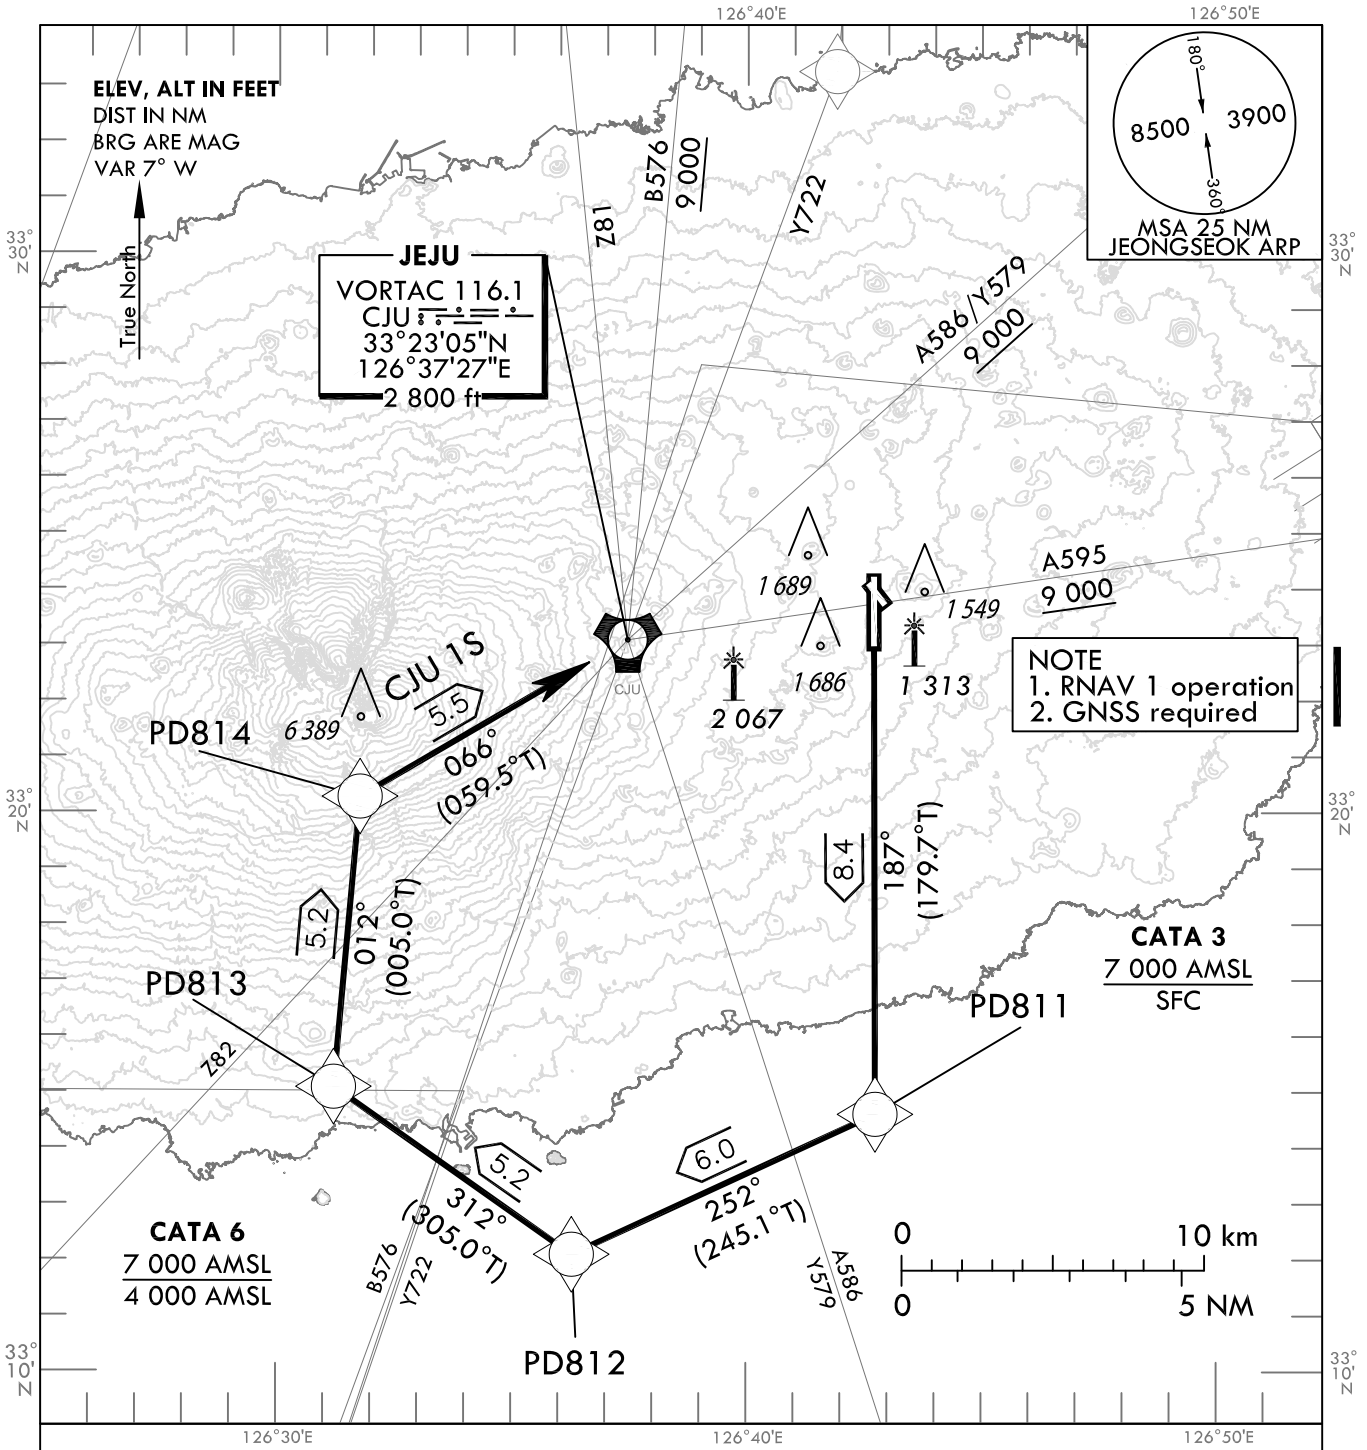 126°40'E
126°50'E
ELEV, ALT IN FEET
DIST IN NM
BRG ARE MAG
VAR 7° W
True North
180°
8500
3900
360°
MSA 25 NM
JEONGSEOK ARP
33°
30'
N
33°
30'
N
JEJU
VORTAC 116.1
CJU
33°23'05"N
126°37'27"E
2 800 ft
Z81
B576
9 000
Y722
A586/Y579
9 000
A595
9 000
1 689
1 549
1 686
1 313
2 067
CJU
NOTE
1. RNAV 1 operation
2. GNSS required
CJU 1S
5.5
066°
(059.5°T)
6 389
PD814
33°
20'
N
33°
20'
N
8.4
187°
(179.7°T)
5.2
012°
(005.0°T)
CATA 3
7 000 AMSL
SFC
PD813
PD811
Z82
5.2
312°
(305.0°T)
6.0
252°
(245.1°T)
CATA 6
7 000 AMSL
4 000 AMSL
B576
Y722
A586
Y579
0
10 km
0
5 NM
PD812
33°
10'
N
33°
10'
N
126°30'E
126°40'E
126°50'E